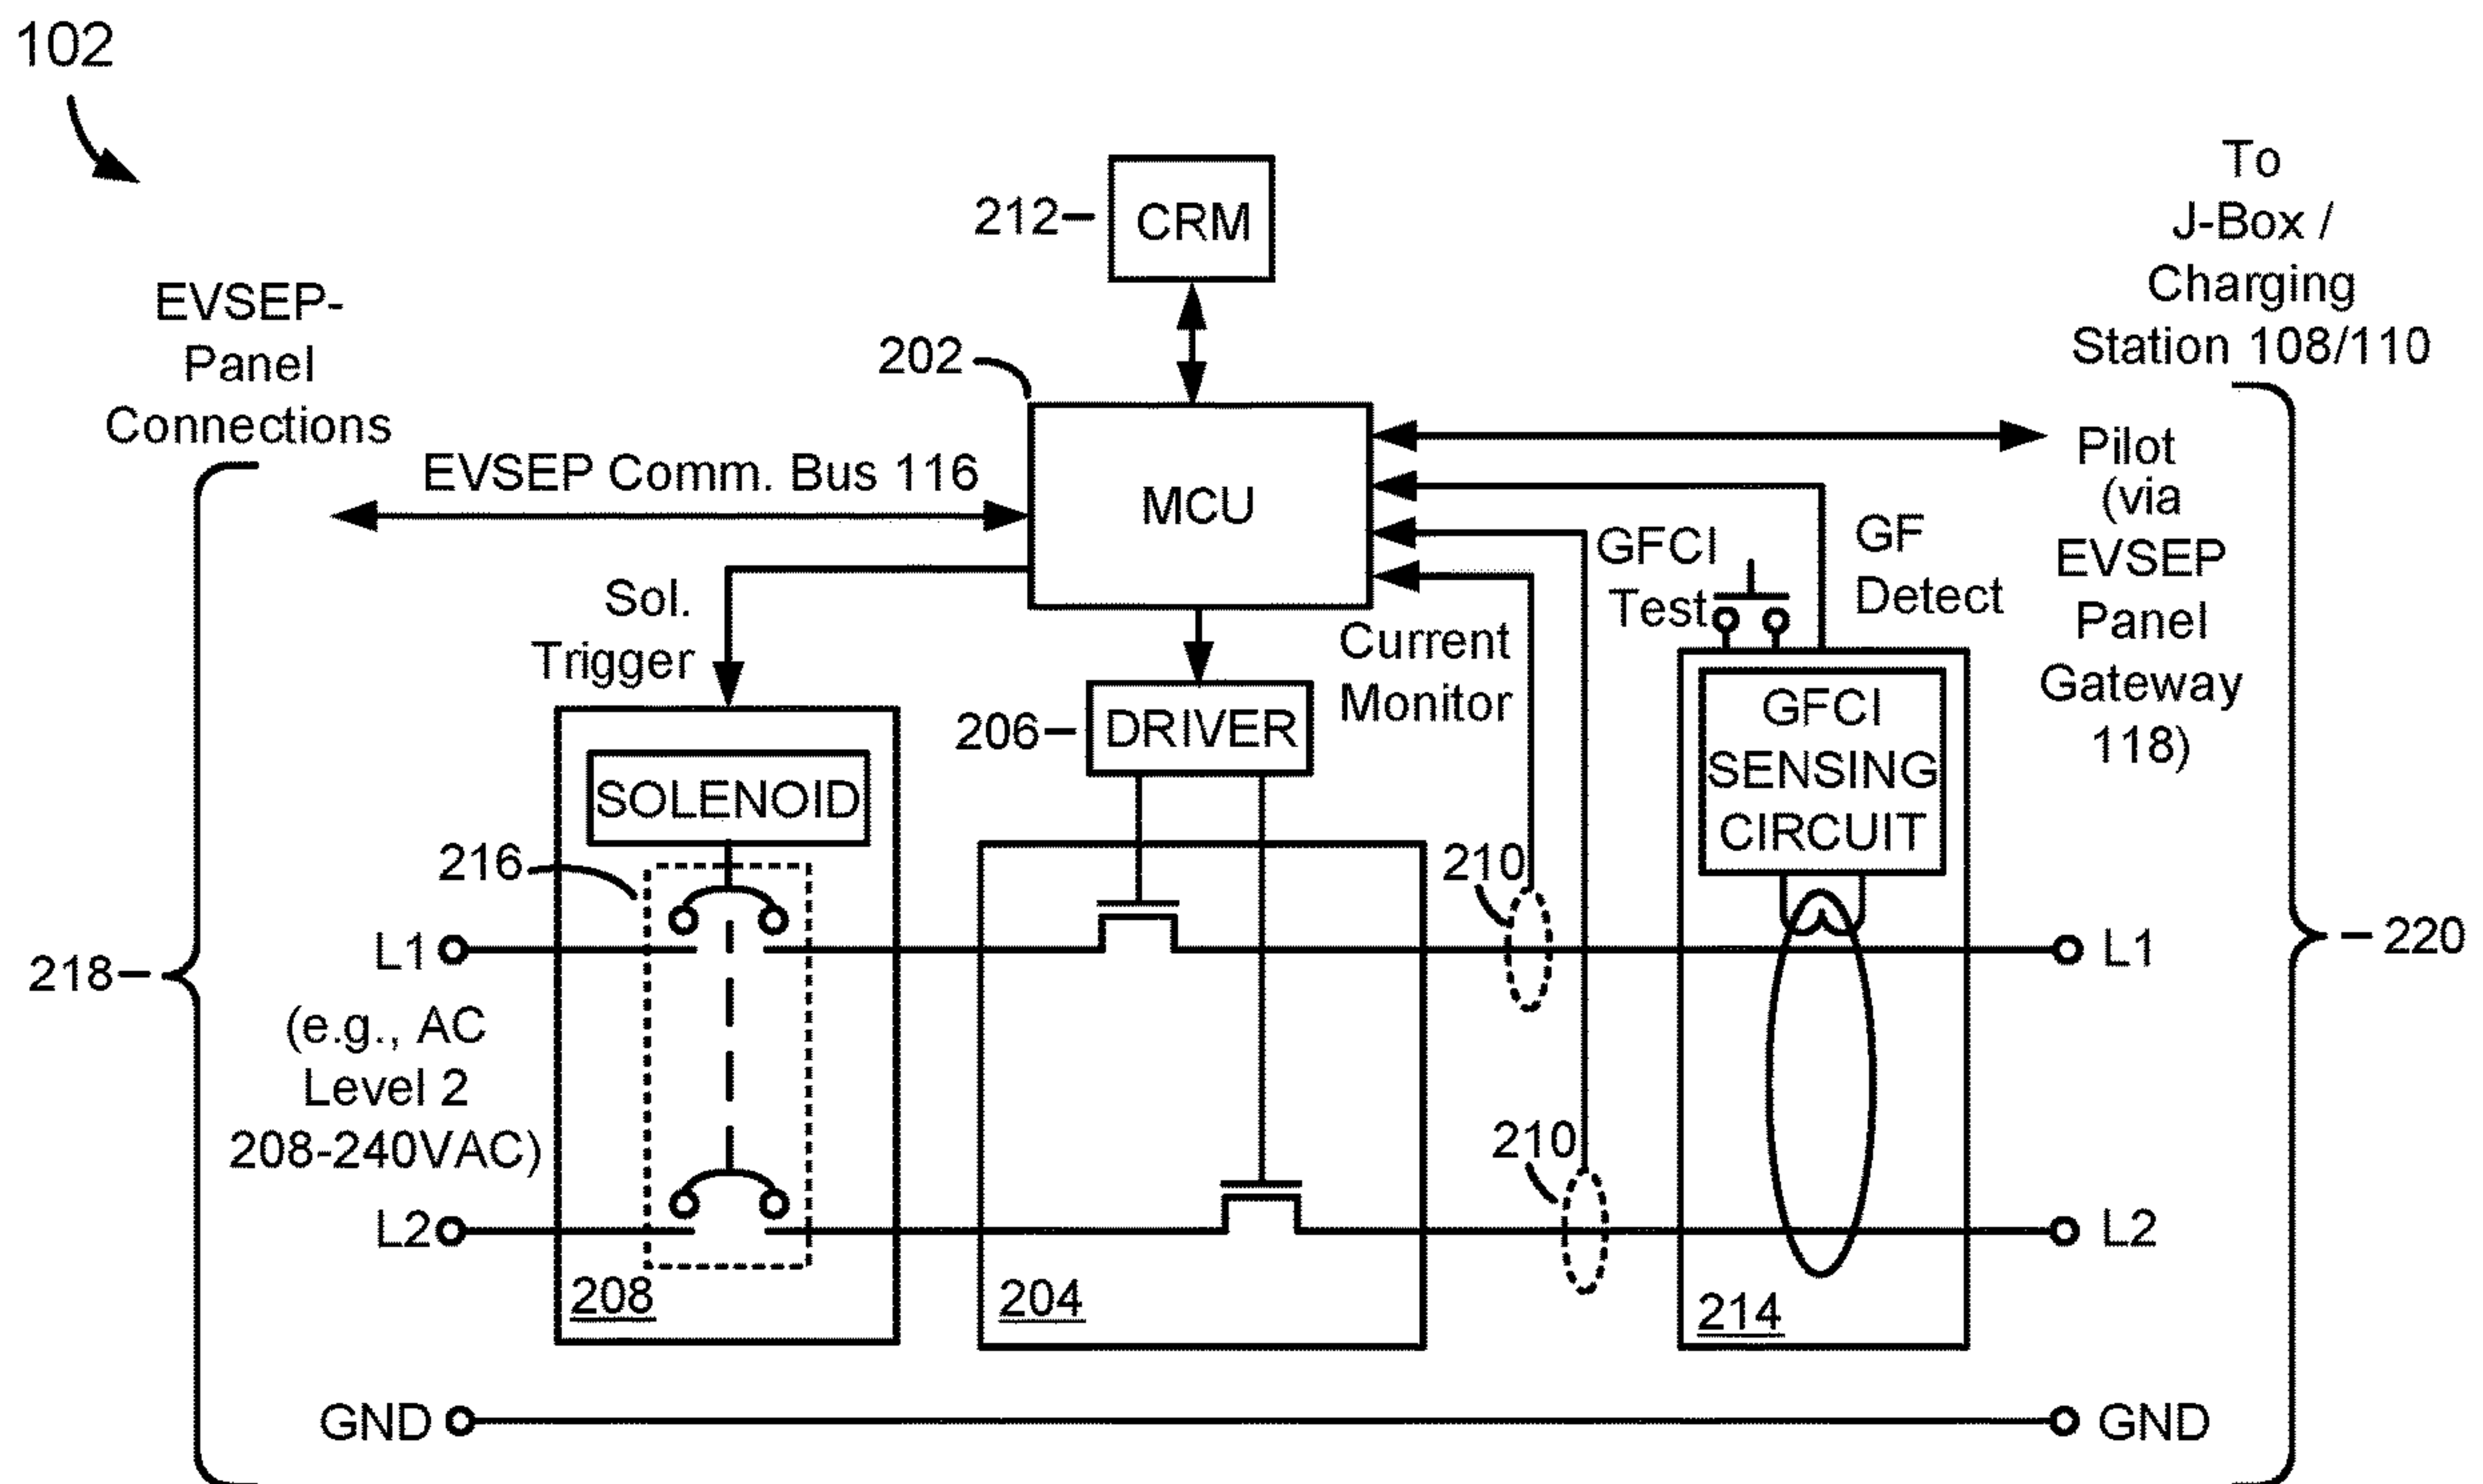 102
212
CRM
To
J-Box /
Charging
Station 108/110
EVSEP-
Panel
Connections
202
EVSEP Comm. Bus 116
MCU
Pilot
(via
EVSEP
Panel
Gateway
118)
GFCI
Test
GF
Detect
Sol.
Trigger
Current
Monitor
206
DRIVER
SOLENOID
GFCI
SENSING
CIRCUIT
216
210
L1
L1
218
220
(e.g., AC
Level 2
208-240VAC)
210
L2
L2
208
204
214
GND
GND